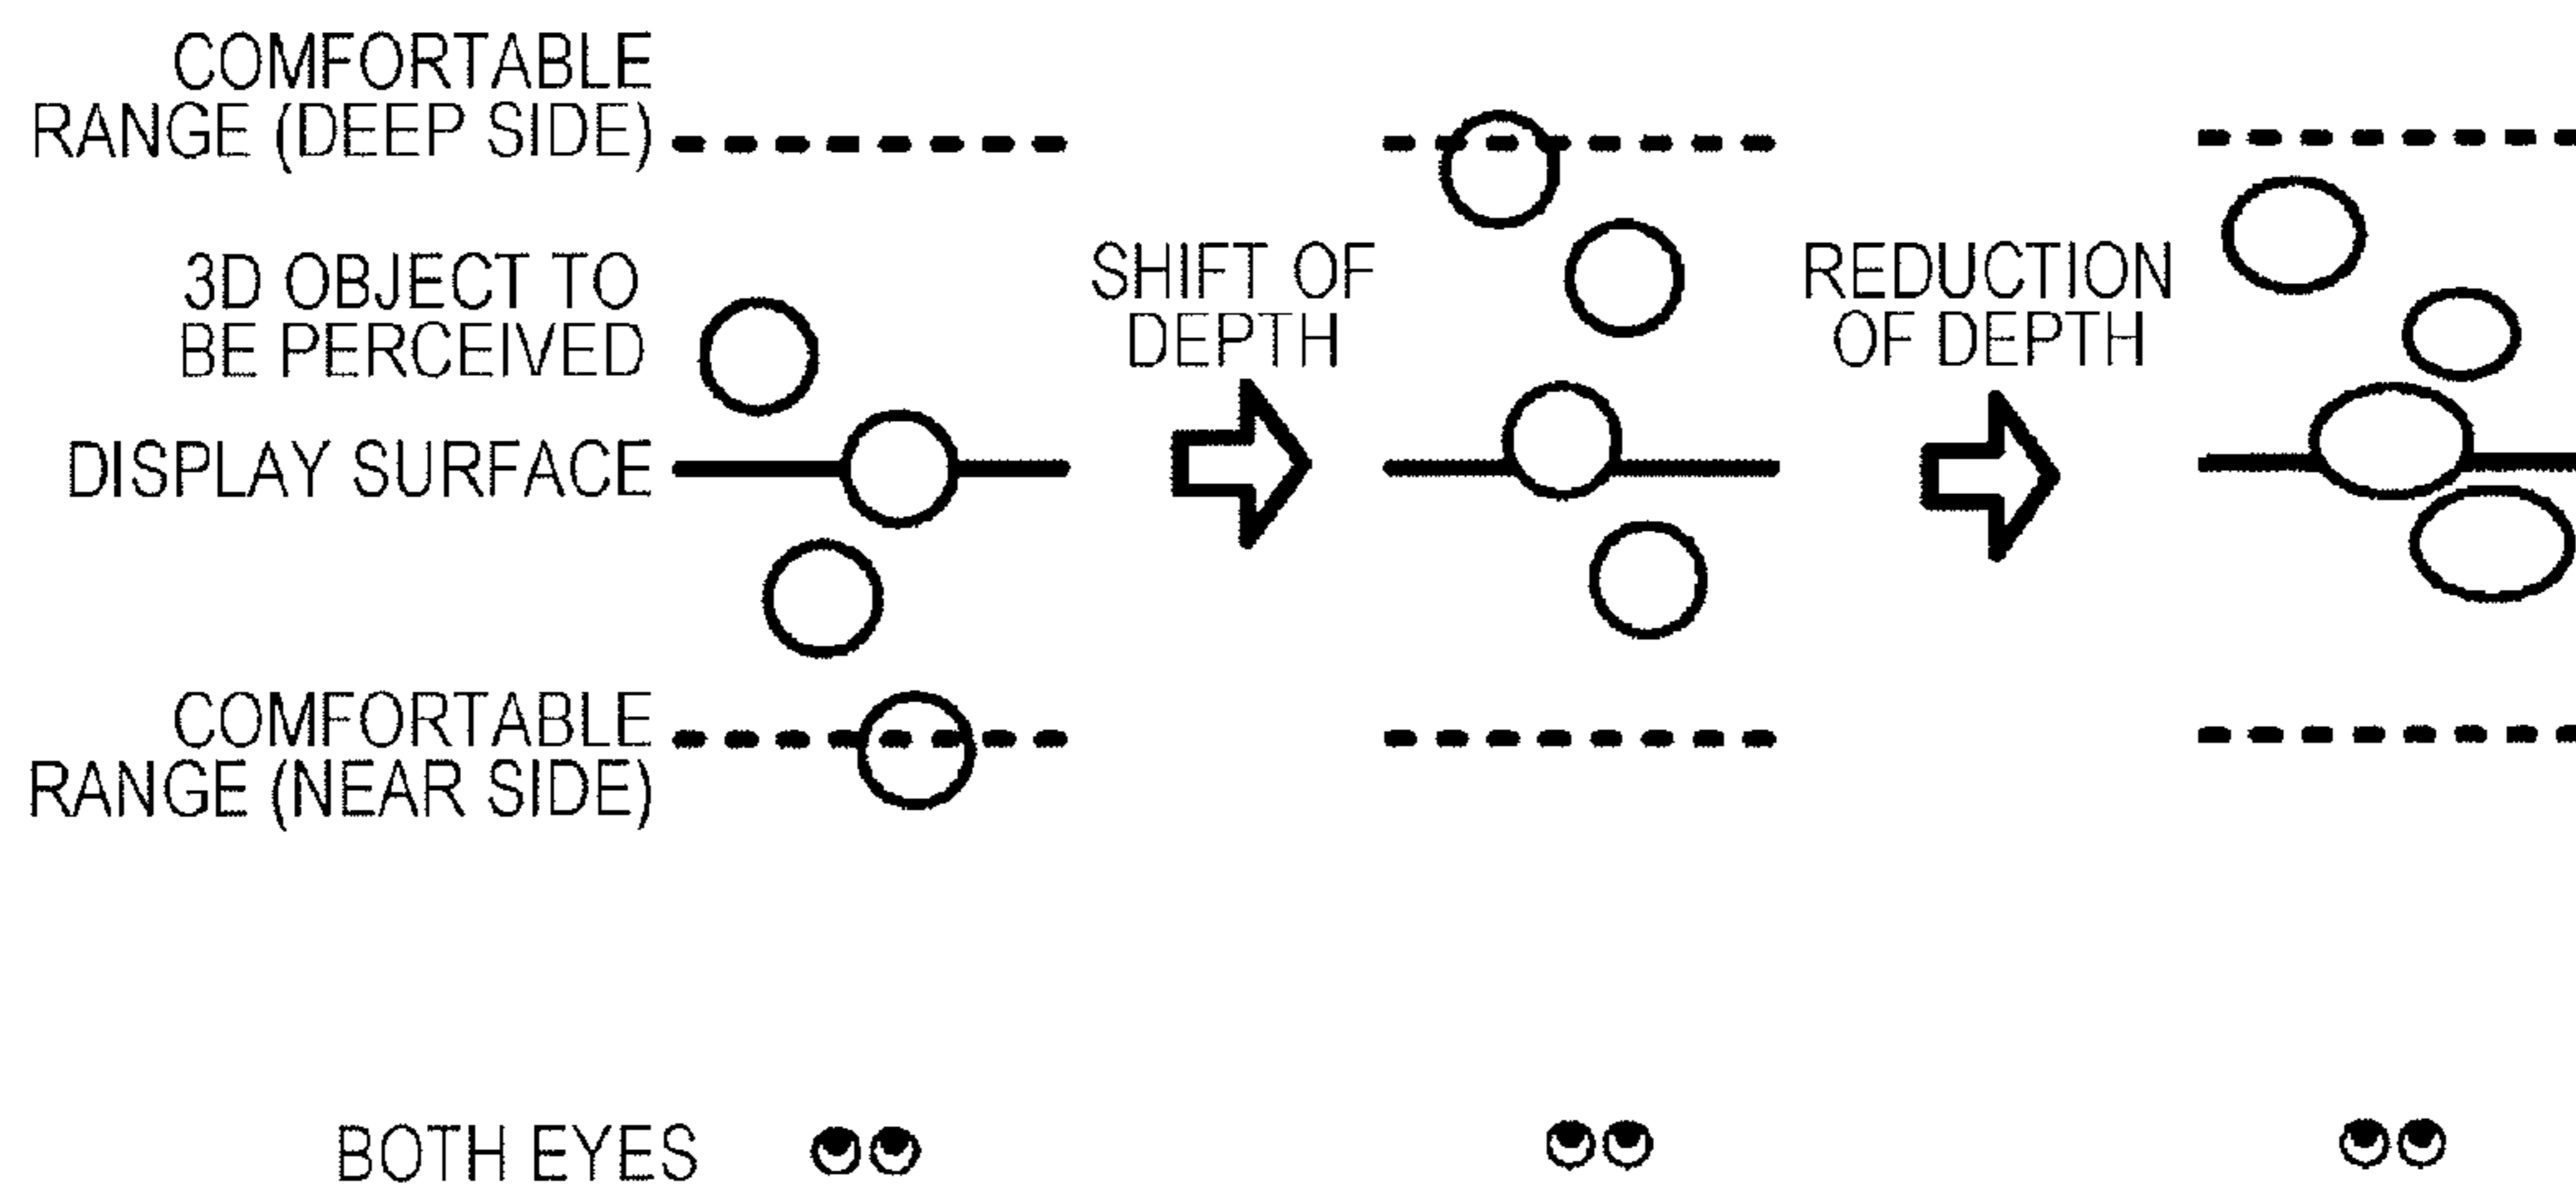 COMFORTABLE
RANGE (DEEP SIDE)
3D OBJECT TO
BE PERCEIVED
SHIFT OF
DEPTH
REDUCTION
OF DEPTH
DISPLAY SURFACE
COMFORTABLE
RANGE (NEAR SIDE)
BOTH EYES